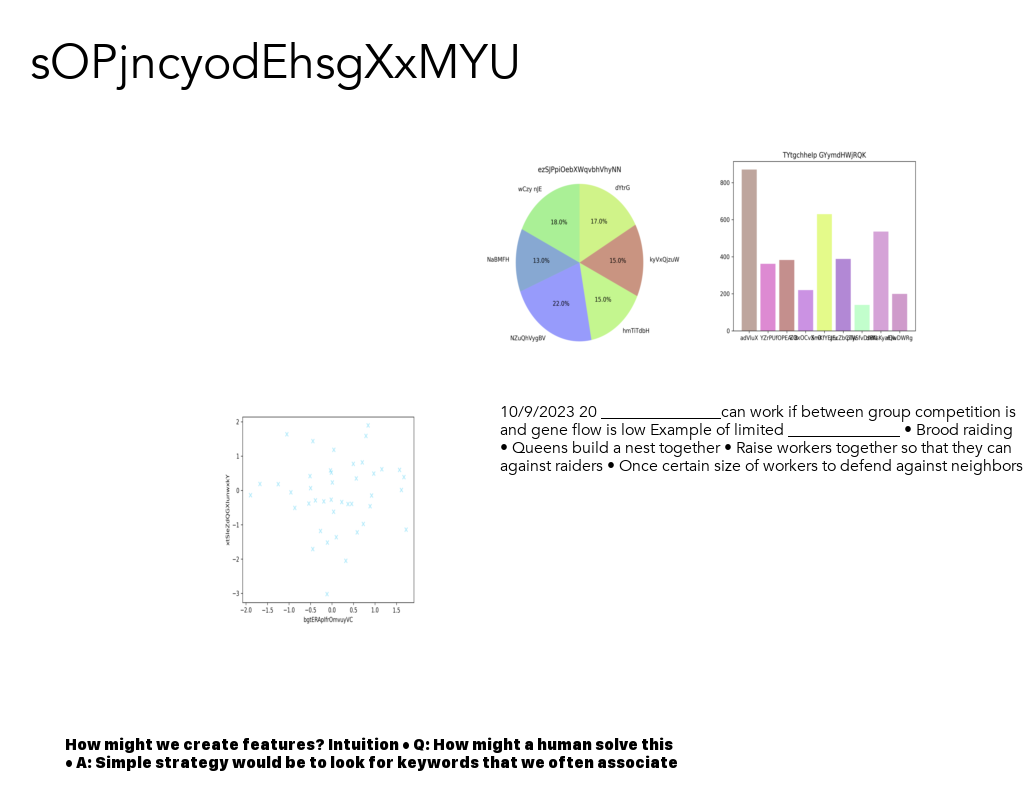 sOPjncyodEhsgXxMYU
ezSJPpiOebXWqvbhVhyNN
wCzy njE
dYtrG
18.0%
17.0%
NaBMFH
13.0%
15.0%
kyVxQjzuW
22.0%
15.0%
NZuQhVygBV
hmTiTdbH
TYtgchhelp GYymdHWjRQK
800
600
400
200
0
adVluX
10/9/2023 20 _______________can work if between group competition is
and gene flow is low Example of limited ______________ • Brood raiding
• Queens build a nest together • Raise workers together so that they can
against raiders • Once certain size of workers to defend against neighbors
2
1
0
−1
−2
−3
−2.0 −1.5 −1.0 −0.5 0.0 0.5 1.0 1.5
How might we create features? Intuition • Q: How might a human solve this
• A: Simple strategy would be to look for keywords that we often associate